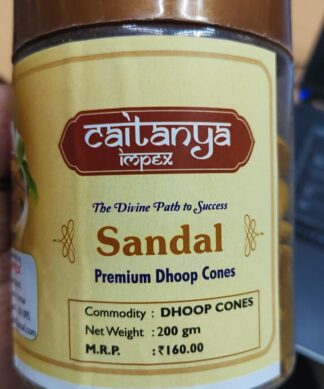 caitanya
impex
The Divine Path to Success
Sandal
Premium Dhoop Cones
Commodity : DHOOP CONES
Net Weight : 200 gm
M.R.P. : ₹160.00